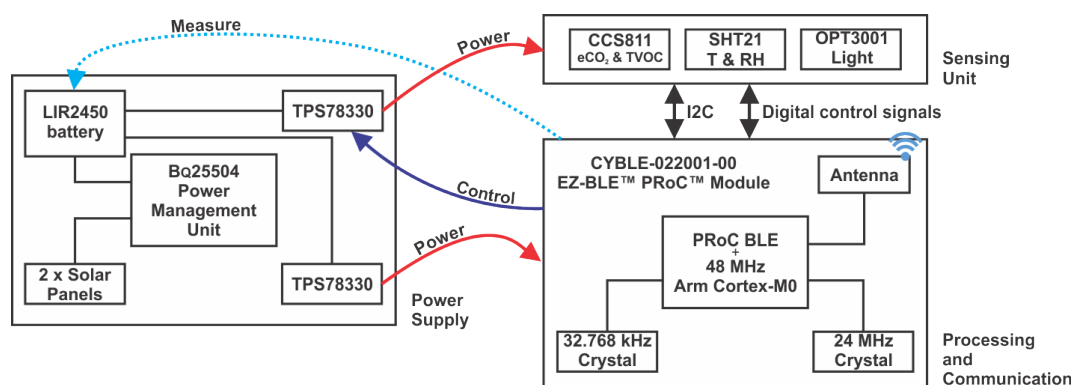 Measure
Power
CCS811
eCO₂ & TVOC
SHT21
T & RH
OPT3001
Light
Sensing
Unit
LIR2450
battery
TPS78330
I2C
Digital control signals
BQ25504
Power
Management
Unit
Control
CYBLE-022001-00
EZ-BLE™ PRoC™ Module
Antenna
Power
2 x Solar
Panels
TPS78330
Power
Supply
PRoC BLE
+
48 MHz
Arm Cortex-M0
32.768 kHz
Crystal
24 MHz
Crystal
Processing
and
Communication